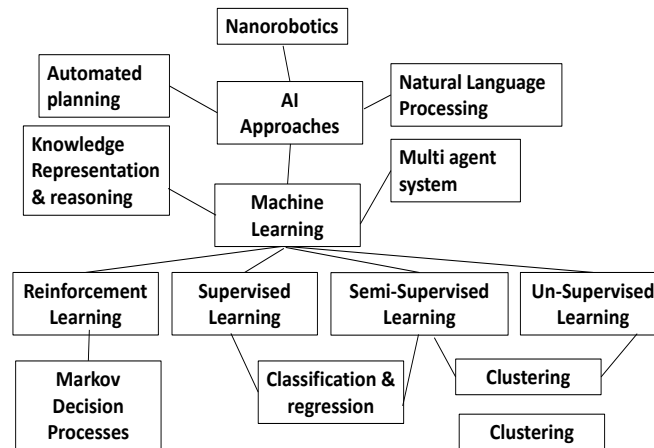 Nanorobotics
Automated
planning
AI
Approaches
Natural Language
Processing
Knowledge
Representation
& reasoning
Multi agent
system
Machine
Learning
Reinforcement
Learning
Supervised
Learning
Semi-Supervised
Learning
Un-Supervised
Learning
Markov
Decision
Processes
Classification &
regression
Clustering
Clustering